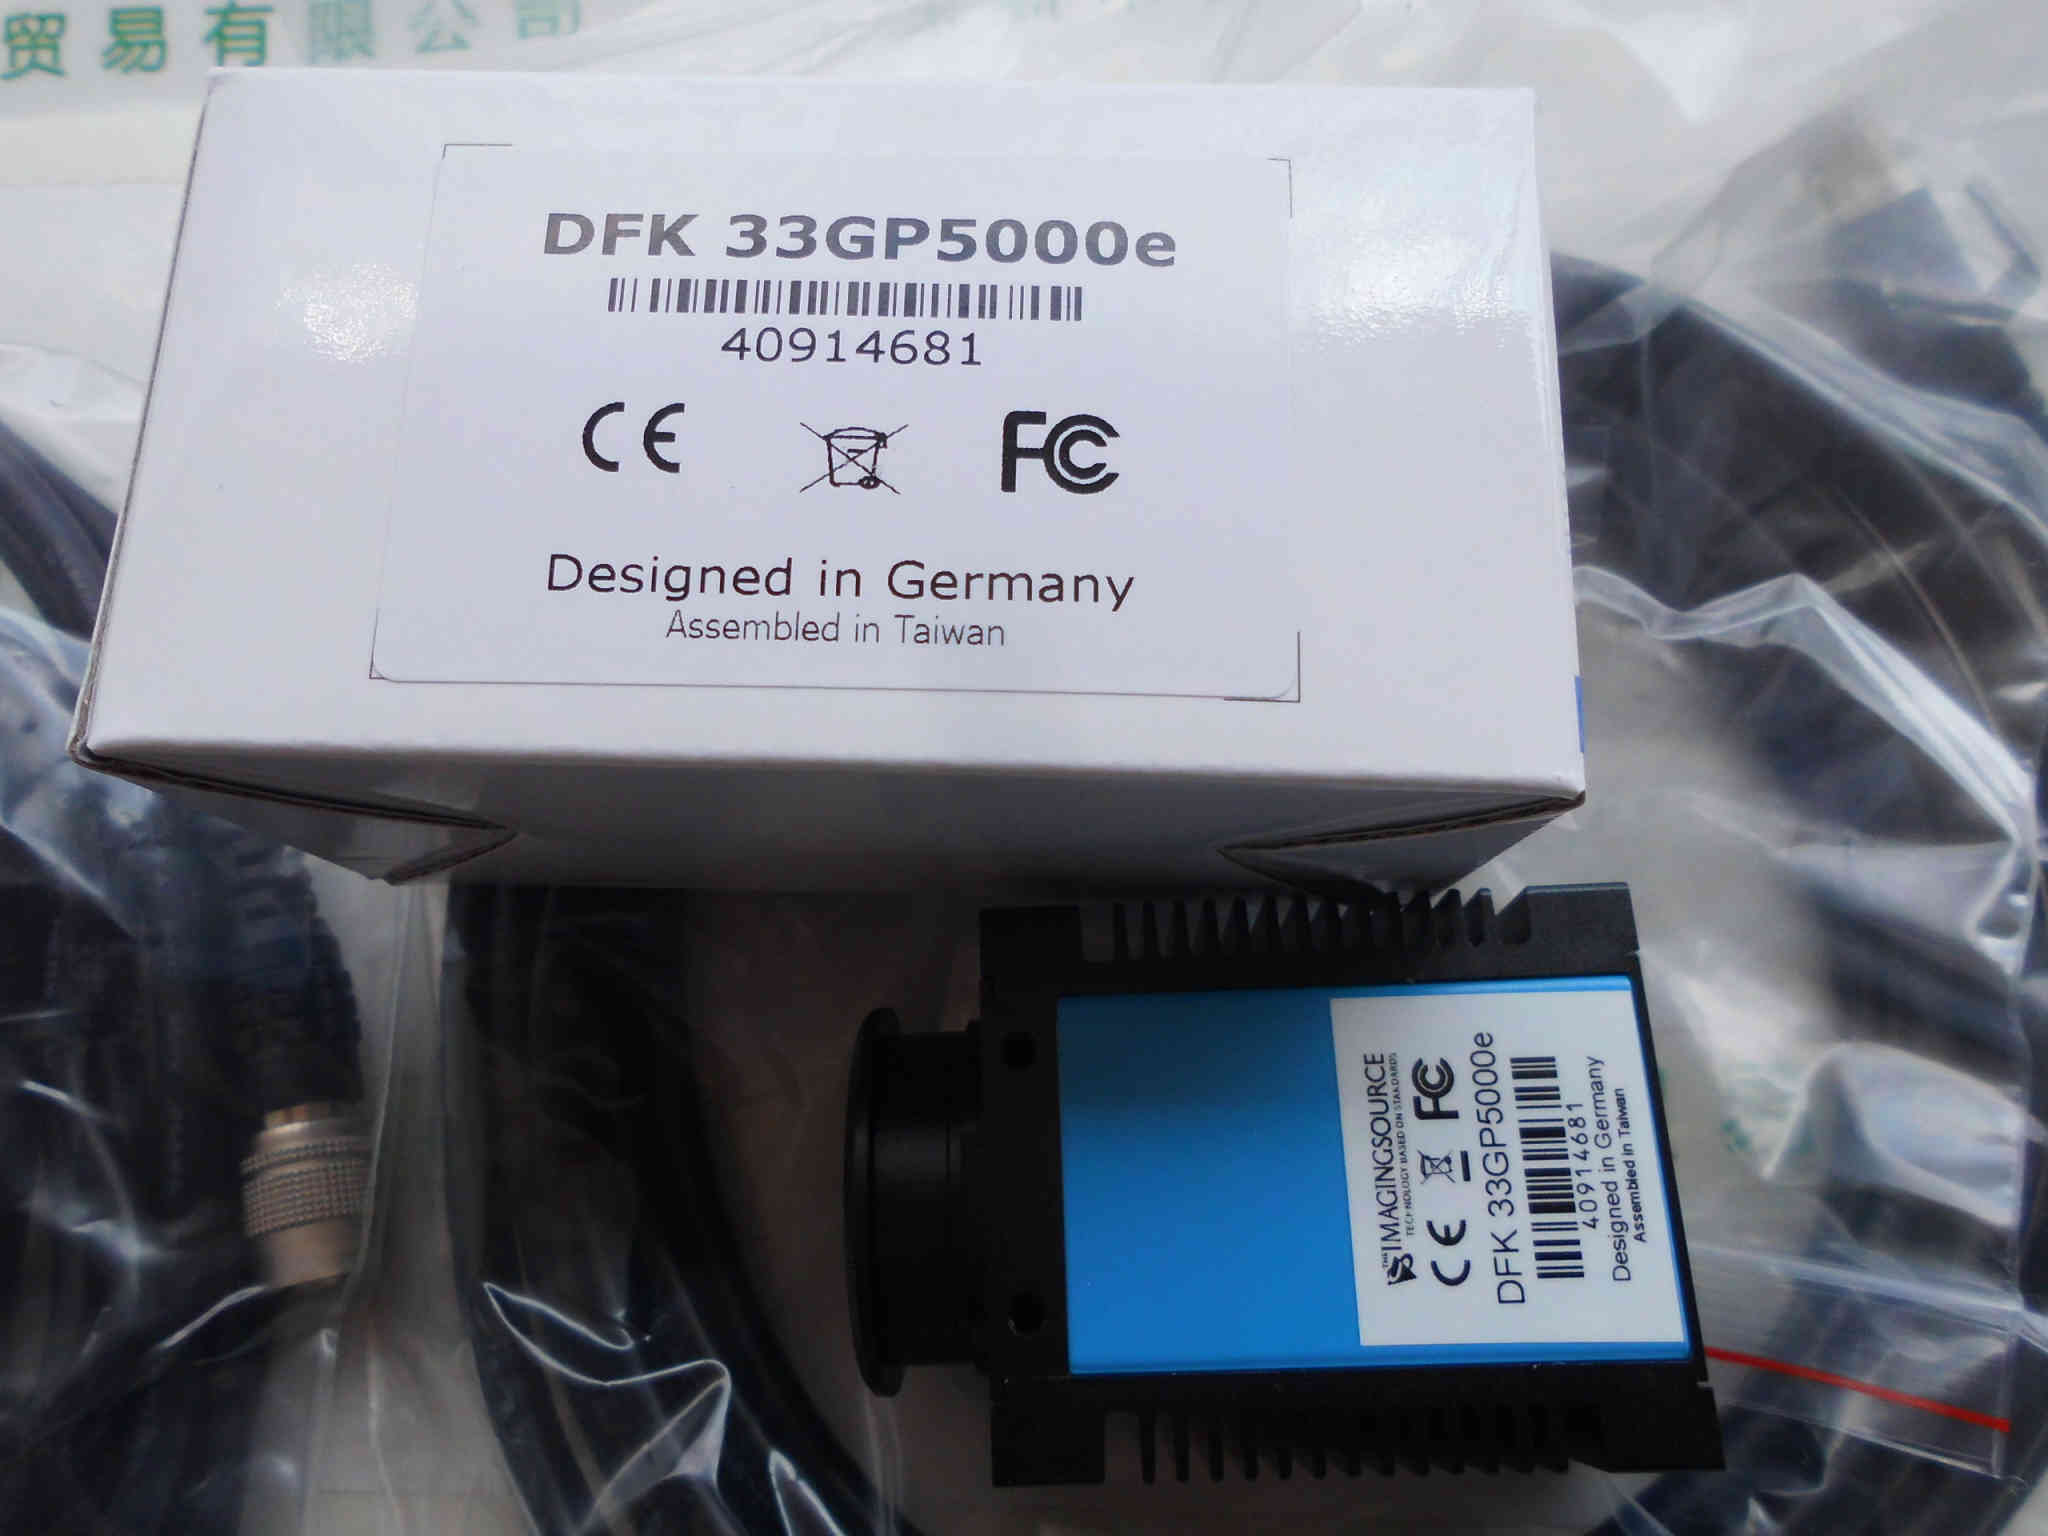 贸易有限公司
DFK 33GP5000e
40914681
CE FC
Designed in Germany
Assembled in Taiwan
THE IMAGINGSOURCE
TECHNOLOGY BASED ON STANDARDS
CE FC
DFK 33GP5000e
40914681
Designed in Germany
Assembled in Taiwan